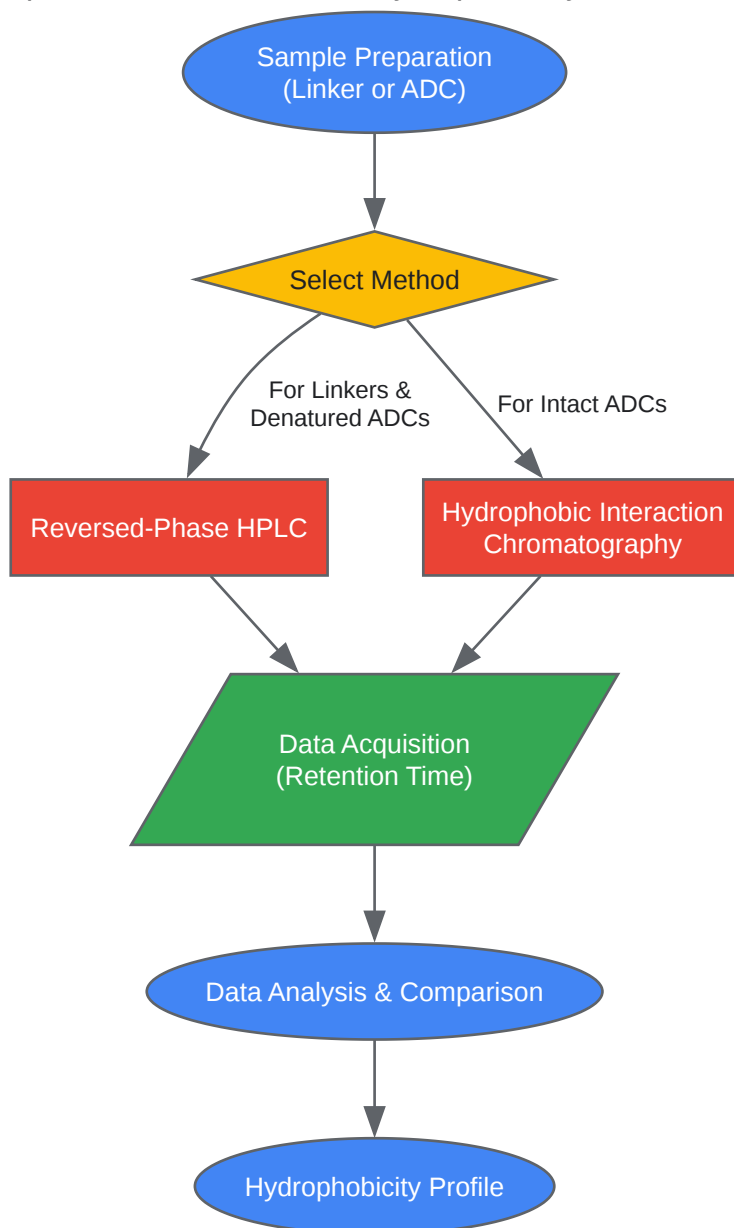 Sample Preparation
(Linker or ADC)
Select Method
For Linkers &
Denatured ADCs
For Intact ADCs
Reversed-Phase HPLC
Hydrophobic Interaction
Chromatography
Data Acquisition
(Retention Time)
Data Analysis & Comparison
Hydrophobicity Profile